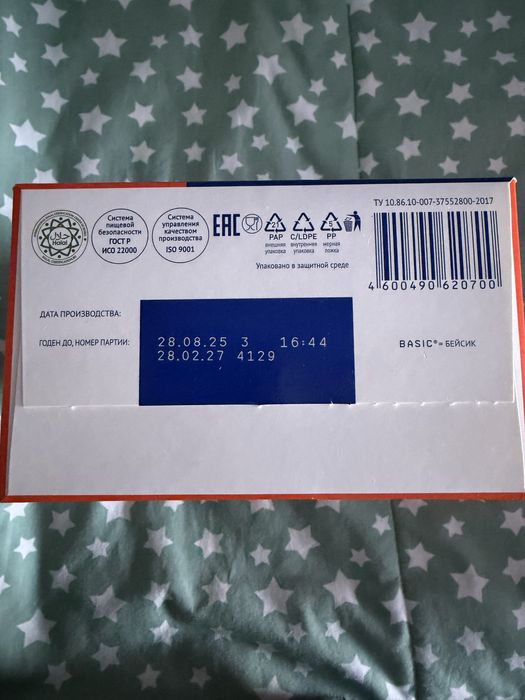 ТУ 10.86.10-007-37552800-2017
Halal
Система
пищевой
безопасности
ГОСТ Р
ИСО 22000
Система
управления
качеством
производства
ISO 9001
EAC
21
PAP
внешняя
упаковка
C/LDPE
внутренняя
упаковка
5
PP
мерная
ложка
Упаковано в защитной среде
4 600490 620700
ДАТА ПРОИЗВОДСТВА:
ГОДЕН ДО, НОМЕР ПАРТИИ:
28.08.25 3 16:44
28.02.27 4129
BASIC® = БЕЙСИК